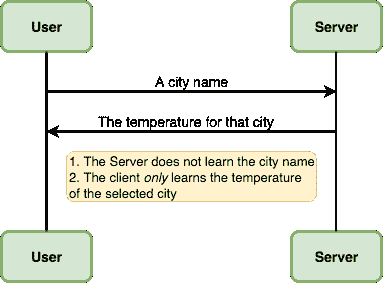 User
Server
A city name
The temperature for that city
1. The Server does not learn the city name
2. The client only learns the temperature
of the selected city
User
Server